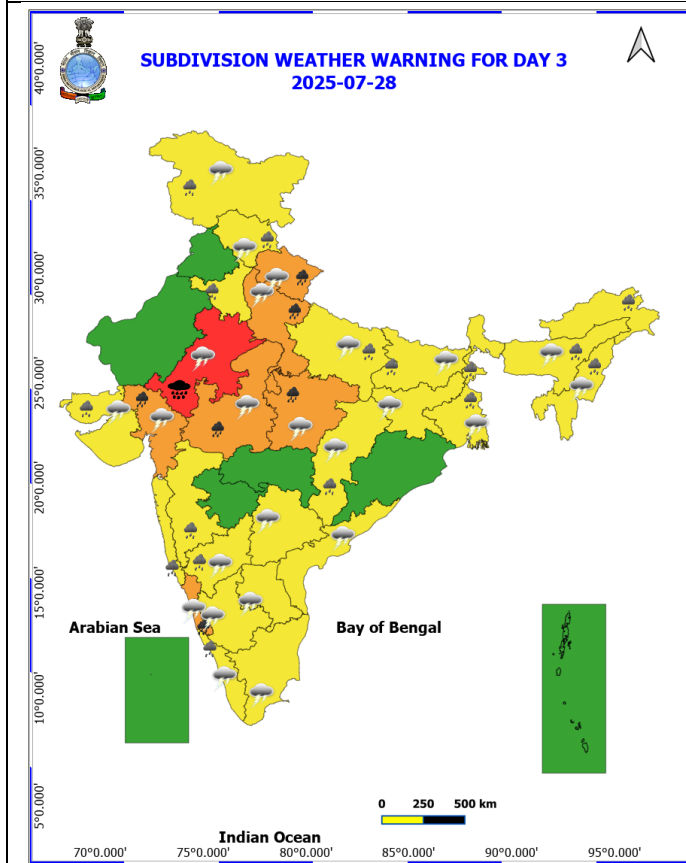 SUBDIVISION WEATHER WARNING FOR DAY 3
2025-07-28
40°0.000'
35°0.000'
30°0.000'
25°0.000'
20°0.000'
15°0.000'
10°0.000'
5°0.000'
Arabian Sea
Bay of Bengal
0 250 500 km
Indian Ocean
70°0.000' 75°0.000' 80°0.000' 85°0.000' 90°0.000' 95°0.000'